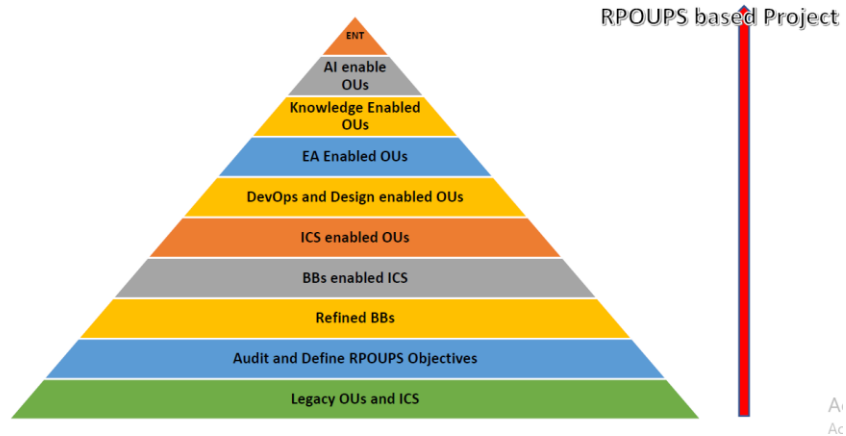 RPOUPS based Project
ENT
AI enable
OUs
Knowledge Enabled
OUs
EA Enabled OUs
DevOps and Design enabled OUs
ICS enabled OUs
BBs enabled ICS
Refined BBs
Audit and Define RPOUPS Objectives
Legacy OUs and ICS